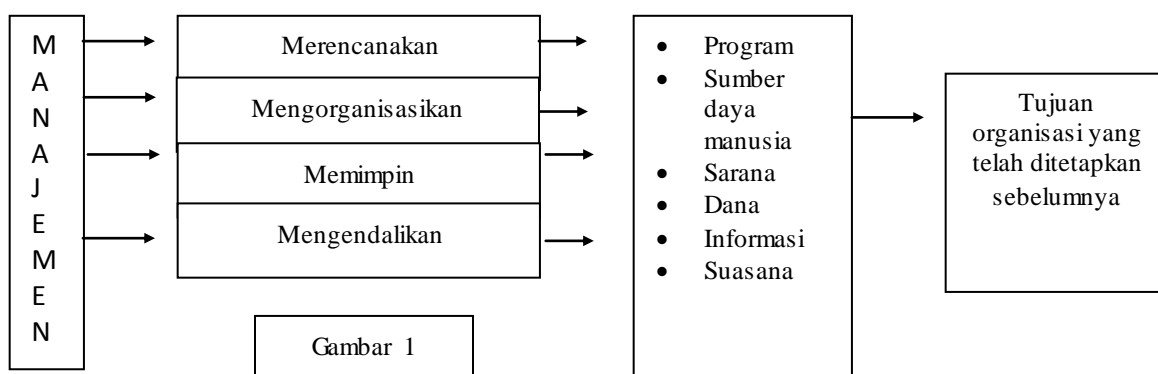 M
A
N
A
J
E
M
E
N
Merencanakan
Mengorganisasikan
Memimpin
Mengendalikan
• Program
• Sumber
daya
manusia
• Sarana
• Dana
• Informasi
• Suasana
Tujuan
organisasi yang
telah ditetapkan
sebelumnya
Gambar 1